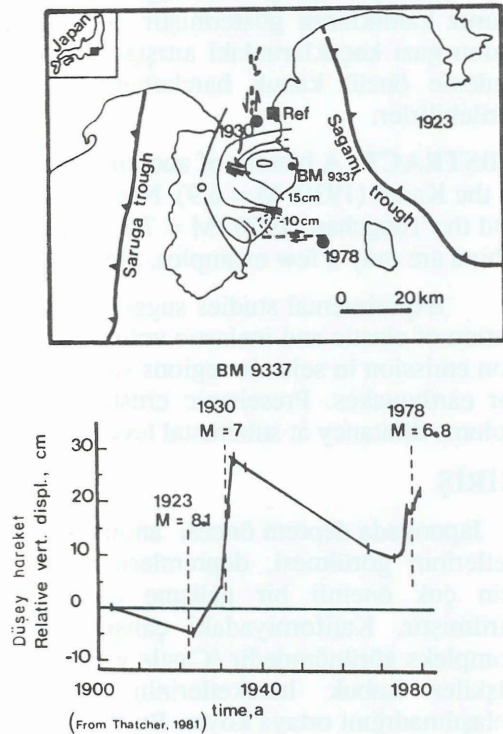 Japan
Ref
1930
1923
BM 9337
15cm
-10cm
1978
Saruga trough
Sagami trough
0
0 20 km
BM 9337
1930
M = 7
1978
M = 6.8
1923
M = 8.1
30
20
10
0
-10
Düşey hareket
Relative vert. displ., cm
1900 1940 1980
time,a
(From Thatcher, 1981)